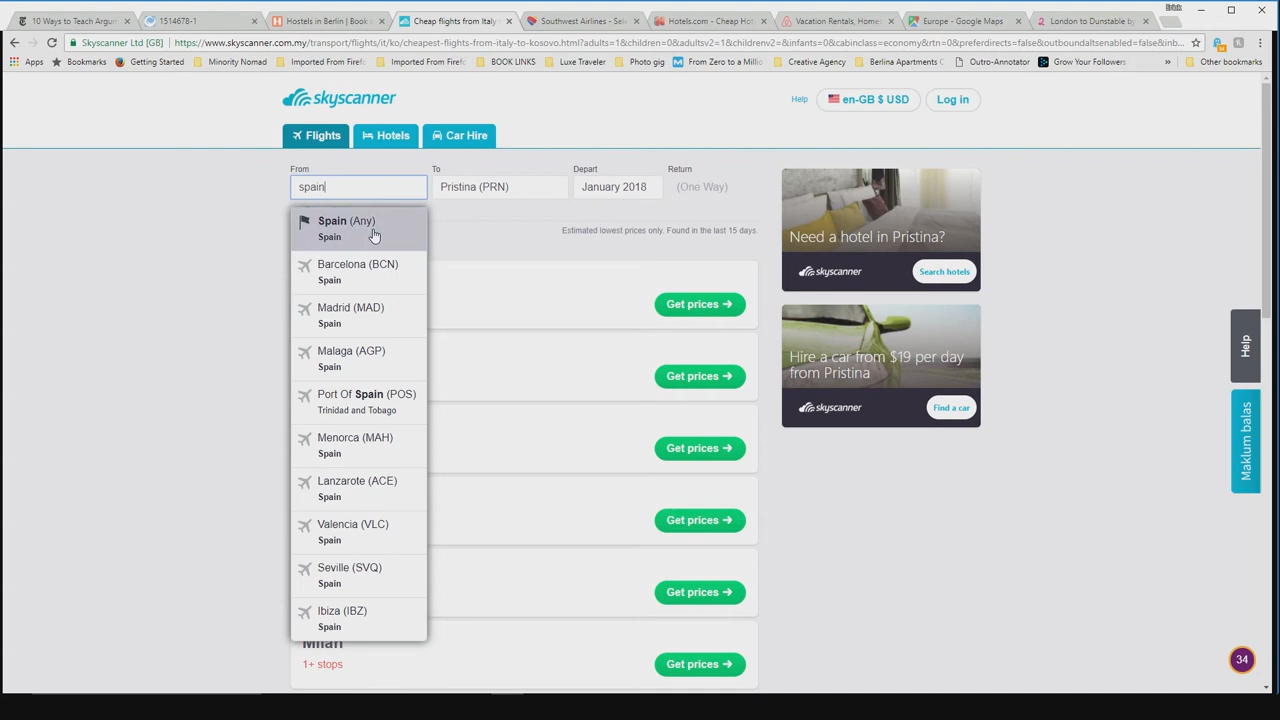 10 Ways to Teach Argum
1514678-1
Hostels in Berlin | Book
Cheap flights from Italy
Southwest Airlines - Sele
Hotels.com - Cheap Hot
Vacation Rentals, Homes
Europe - Google Maps
London to Dunstable by
Skyscanner Ltd [GB]
https://www.skyscanner.com.my/transport/flights/it/ko/cheapest-flights-from-italy-to-kosovo.html?adults=1&children=0&adultsv2=1&childrenv2=&infants=0&cabinclass=economy&rtn=0&preferdirects=false&outboundaltsenabled=false&inb
Apps
Bookmarks
Getting Started
Minority Nomad
Imported From Firefo
Imported From Firefo
BOOK LINKS
Luxe Traveler
Photo gig
From Zero to a Millio
Creative Agency
Berlina Apartments C
Outro-Annotator
Grow Your Followers
»
Other bookmarks
skyscanner
Help
en-GB $ USD
Log in
Flights
Hotels
Car Hire
From
To
Depart
Return
spain
Pristina (PRN)
January 2018
(One Way)
Estimated lowest prices only. Found in the last 15 days.
Spain (Any)
Spain
Barcelona (BCN)
Spain
Madrid (MAD)
Spain
Malaga (AGP)
Spain
Port Of Spain (POS)
Trinidad and Tobago
Menorca (MAH)
Spain
Lanzarote (ACE)
Spain
Valencia (VLC)
Spain
Seville (SVQ)
Spain
Ibiza (IBZ)
Spain
Get prices →
Get prices →
Get prices →
Get prices →
Get prices →
Milan
1+ stops
Get prices →
Need a hotel in Pristina?
skyscanner
Search hotels
Hire a car from $19 per day
from Pristina
skyscanner
Find a car
Help
Maklum balas
34